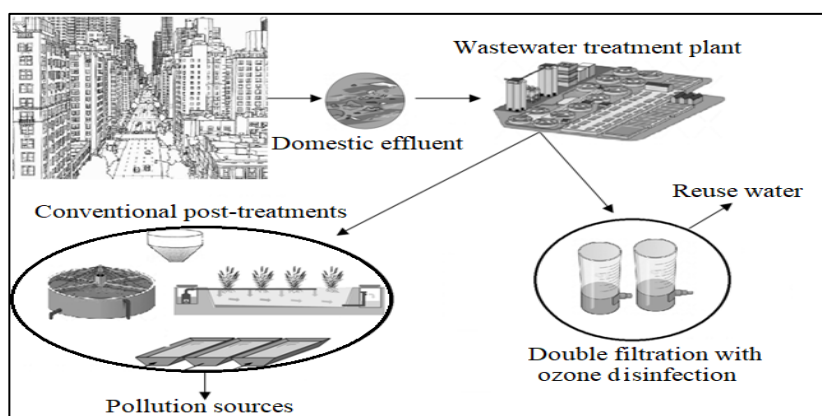 Wastewater treatment plant
Domestic effluent
Conventional post-treatments
Reuse water
Double filtration with
ozone disinfection
Pollution sources